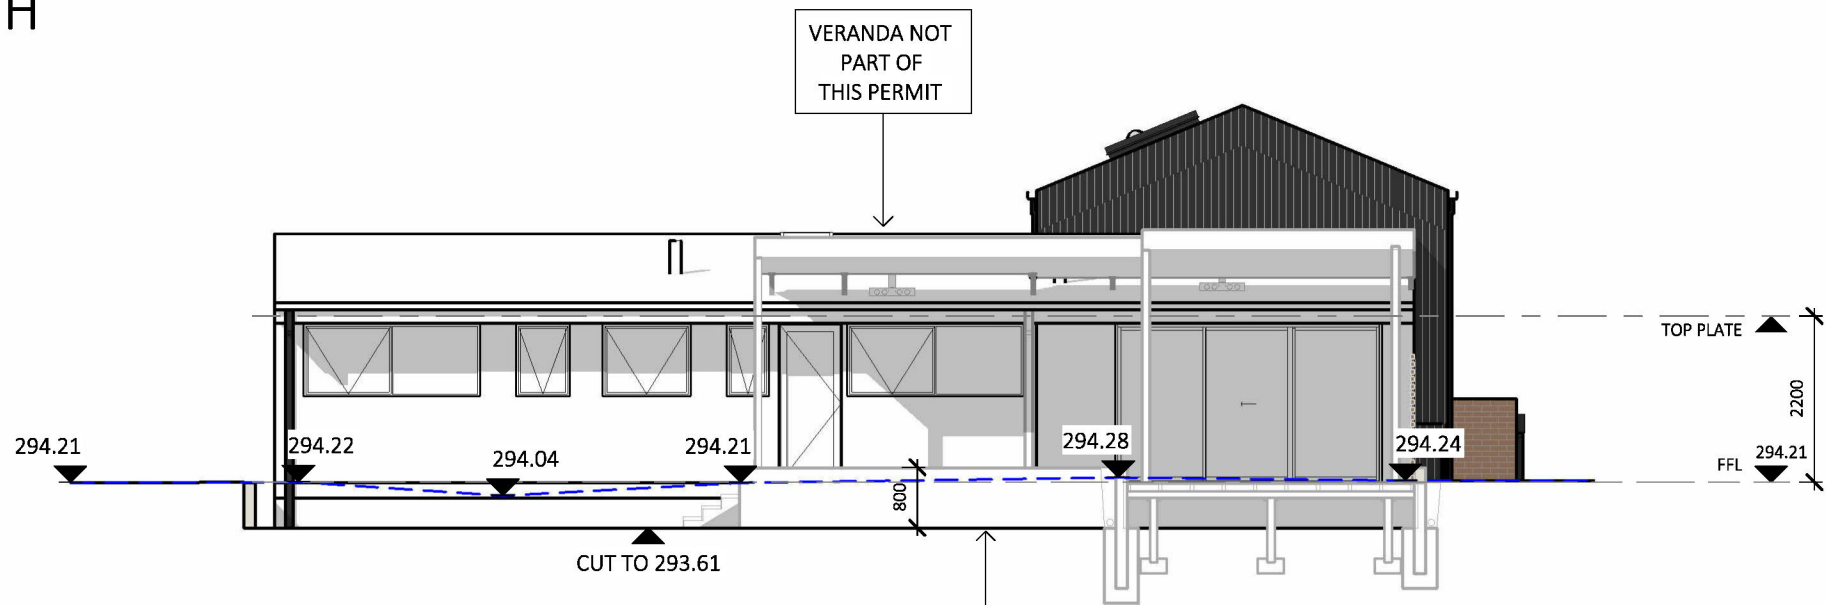 H
VERANDA NOT
PART OF
THIS PERMIT
TOP PLATE
2200
294.21
294.22
294.04
294.21
294.28
294.24
294.21
FFL
800
CUT TO 293.61